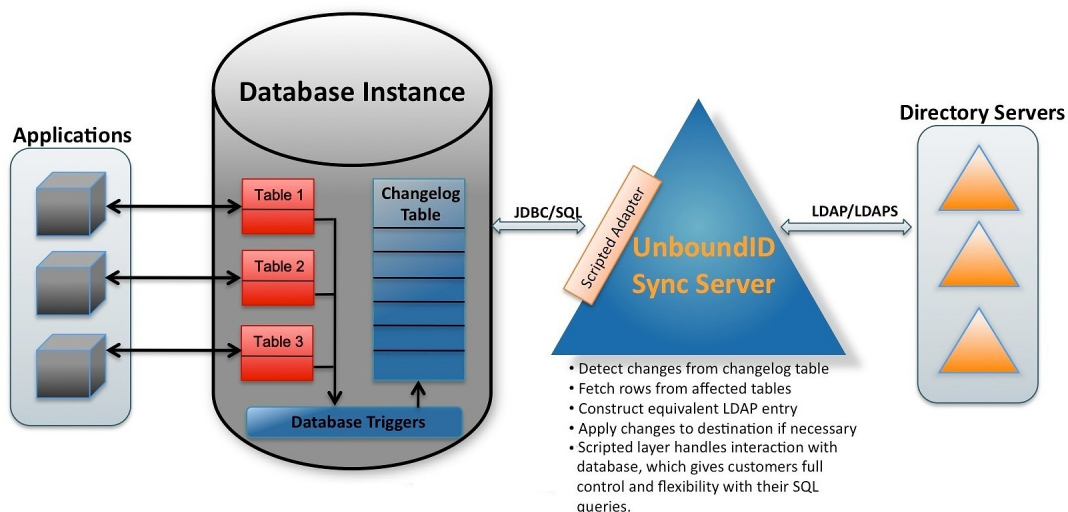 Applications
Database Instance
Table 1
Table 2
Table 3
Changelog
Table
Database Triggers
JDBC/SQL
Scripted Adapter
UnboundID
Sync Server
LDAP/LDAPS
Directory Servers
• Detect changes from changelog table
• Fetch rows from affected tables
• Construct equivalent LDAP entry
• Apply changes to destination if necessary
• Scripted layer handles interaction with
database, which gives customers full
control and flexibility with their SQL
queries.